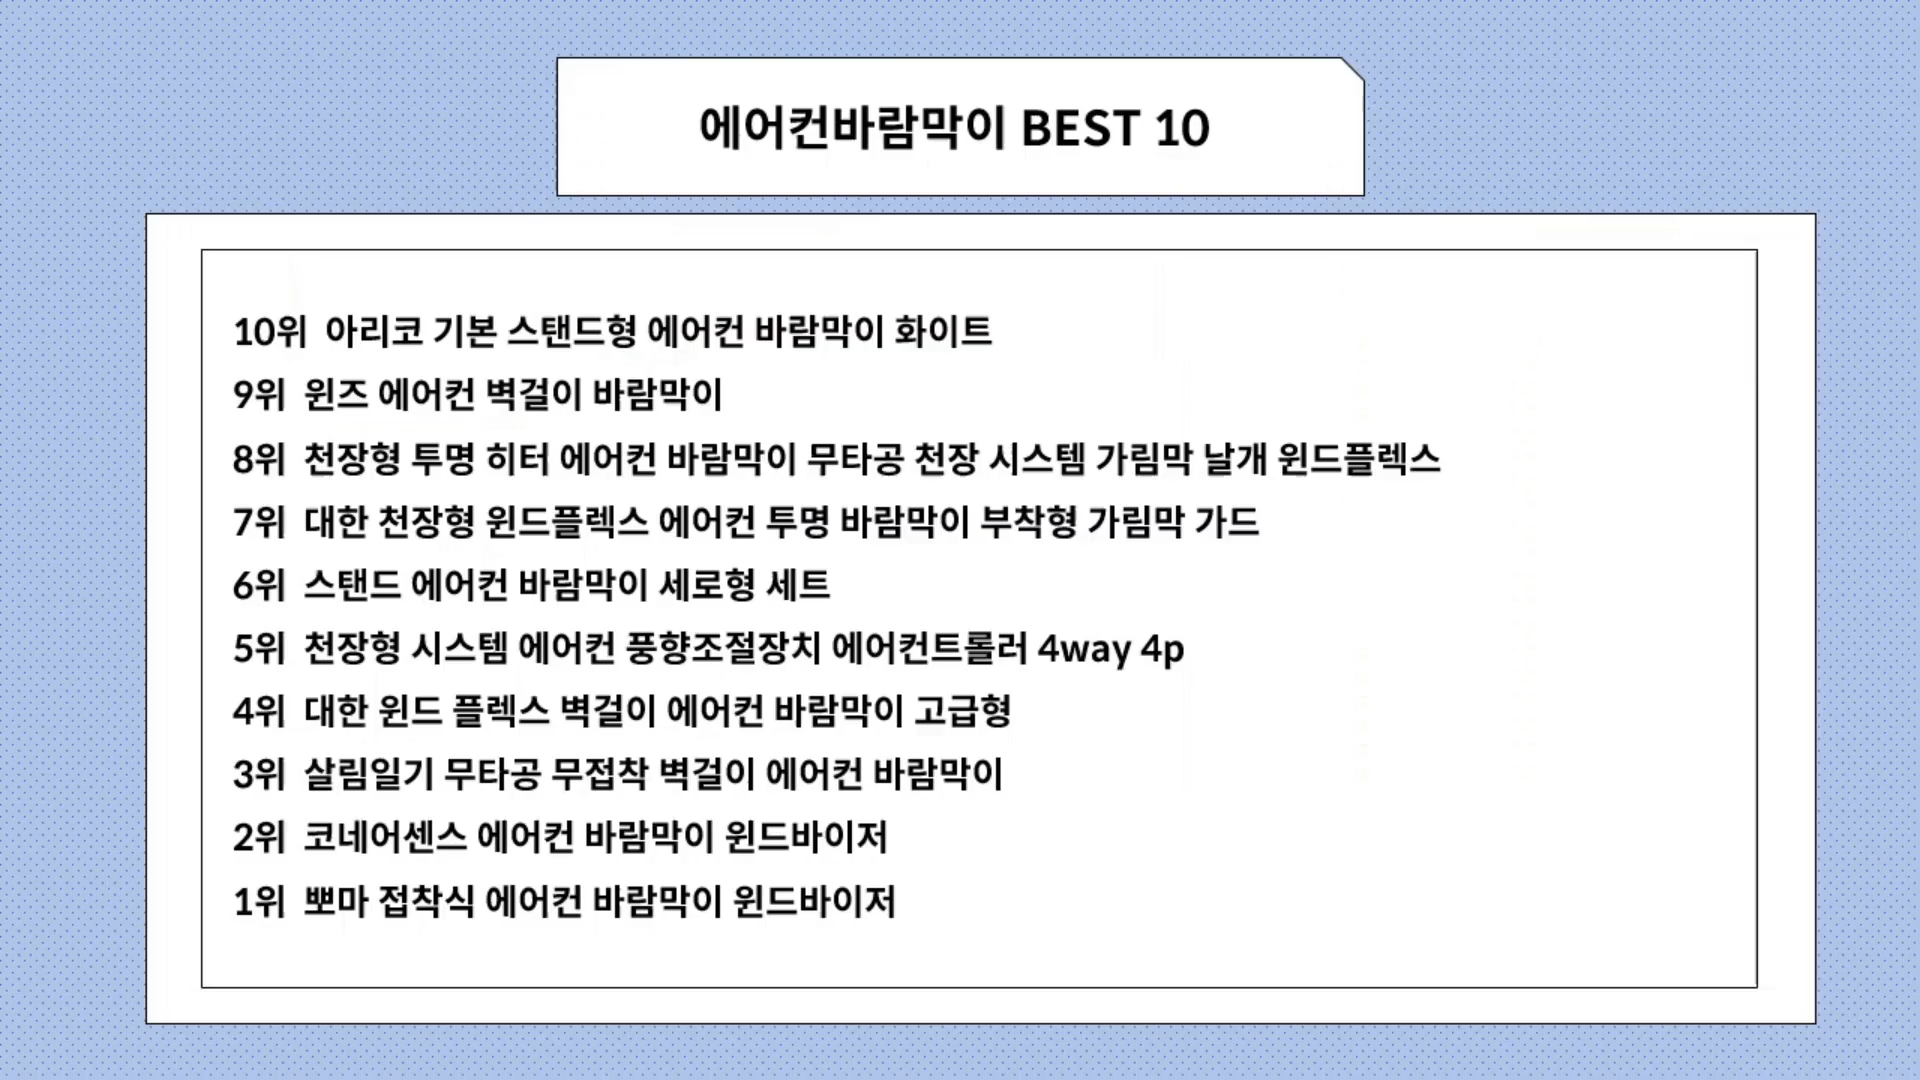 에어컨바람막이 BEST 10
10위 아리코 기본 스탠드형 에어컨 바람막이 화이트
9위 윈즈 에어컨 벽걸이 바람막이
8위 천장형 투명 히터 에어컨 바람막이 무타공 천장 시스템 가림막 날개 윈드플렉스
7위 대한 천장형 윈드플렉스 에어컨 투명 바람막이 부착형 가림막 가드
6위 스탠드 에어컨 바람막이 세로형 세트
5위 천장형 시스템 에어컨 풍향조절장치 에어컨트롤러 4way 4p
4위 대한 윈드 플렉스 벽걸이 에어컨 바람막이 고급형
3위 살림일기 무타공 무접착 벽걸이 에어컨 바람막이
2위 코네어센스 에어컨 바람막이 윈드바이저
1위 뽀마 접착식 에어컨 바람막이 윈드바이저